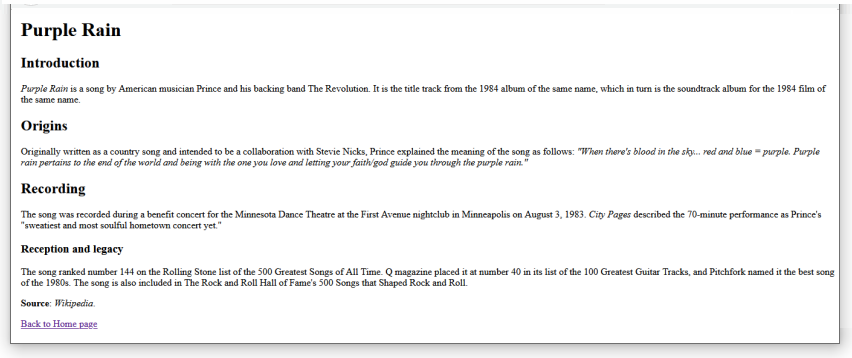 Purple Rain
Introduction
Purple Rain is a song by American musician Prince and his backing band The Revolution. It is the title track from the 1984 album of the same name, which in turn is the soundtrack album for the 1984 film of
the same name.
Origins
Originally written as a country song and intended to be a collaboration with Stevie Nicks, Prince explained the meaning of the song as follows: "When there's blood in the sky... red and blue = purple. Purple
rain pertains to the end of the world and being with the one you love and letting your faith/god guide you through the purple rain."
Recording
The song was recorded during a benefit concert for the Minnesota Dance Theatre at the First Avenue nightclub in Minneapolis on August 3, 1983. City Pages described the 70-minute performance as Prince's
"sweatiest and most soulful hometown concert yet."
Reception and legacy
The song ranked number 144 on the Rolling Stone list of the 500 Greatest Songs of All Time. Q magazine placed it at number 40 in its list of the 100 Greatest Guitar Tracks, and Pitchfork named it the best song
of the 1980s. The song is also included in The Rock and Roll Hall of Fame's 500 Songs that Shaped Rock and Roll.
Source: Wikipedia.
Back to Home page